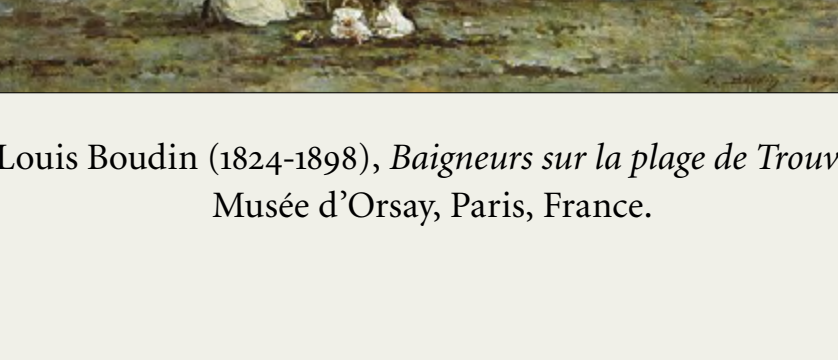 Louis Boudin (1824-1898), Baigneurs sur la plage de Trouv
Musée d’Orsay, Paris, France.